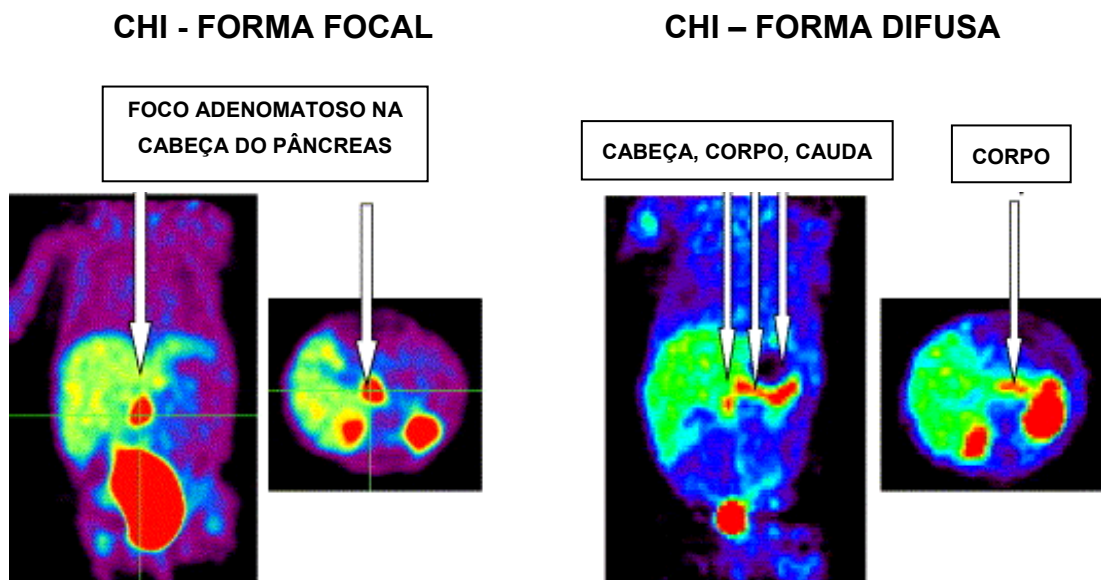 CHI - FORMA FOCAL
CHI – FORMA DIFUSA
FOCO ADENOMATOSO NA
CABEÇA DO PÂNCREAS
CABEÇA, CORPO, CAUDA
CORPO